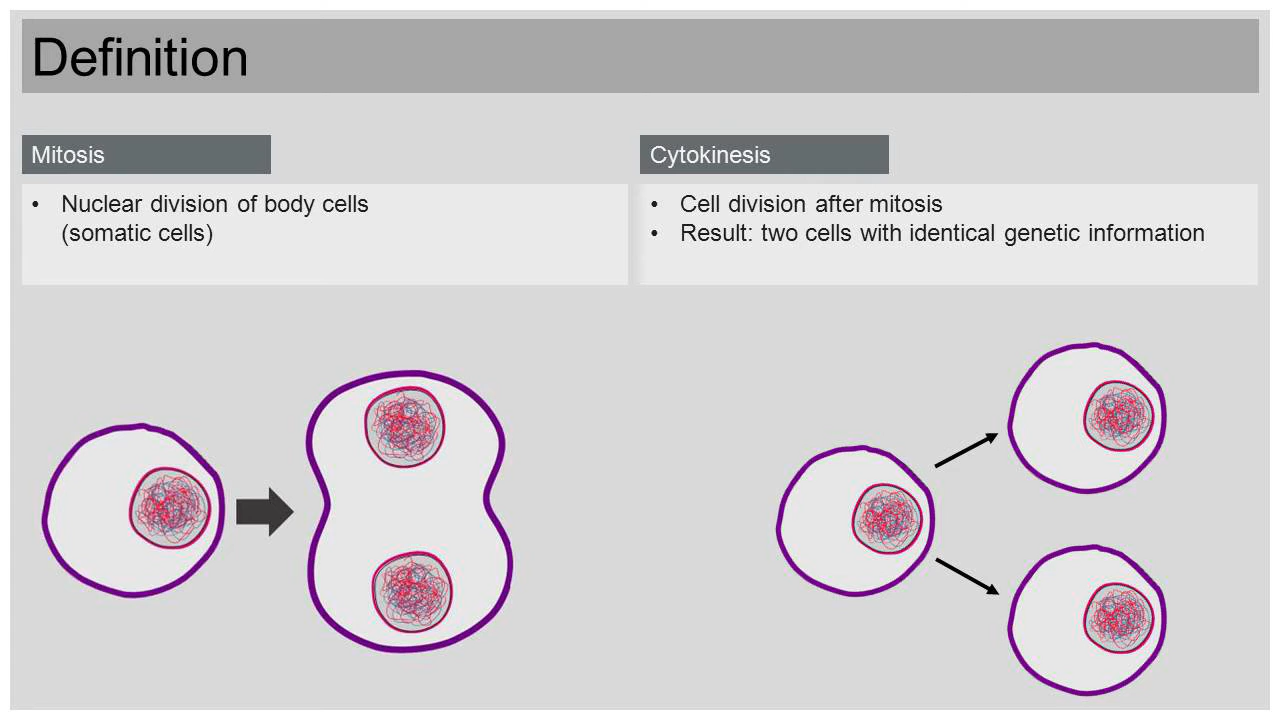 Definition
Mitosis
• Nuclear division of body cells
(somatic cells)
Cytokinesis
• Cell division after mitosis
• Result: two cells with identical genetic information